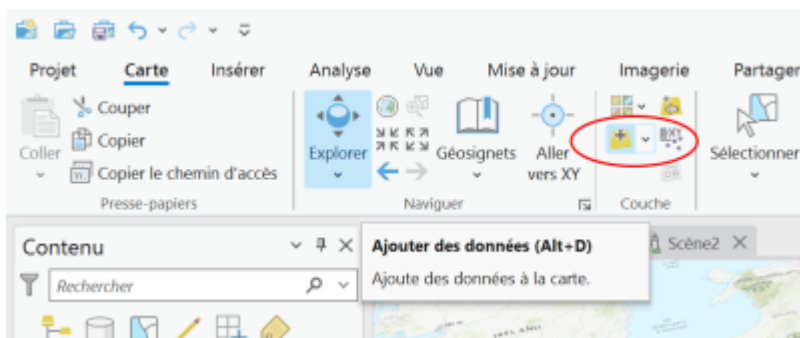 Projet Carte Insérer Analyse Vue Mise à jour Imagerie Partager
Couper
Copier
Coller
Copier le chemin d'accès
Presse-papiers
Explorer
Géosignets
Aller
vers XY
Naviguer
Couche
Sélectionner
Contenu
Rechercher
Ajouter des données (Alt+D)
Ajoute des données à la carte.
Scène2
IRELAND